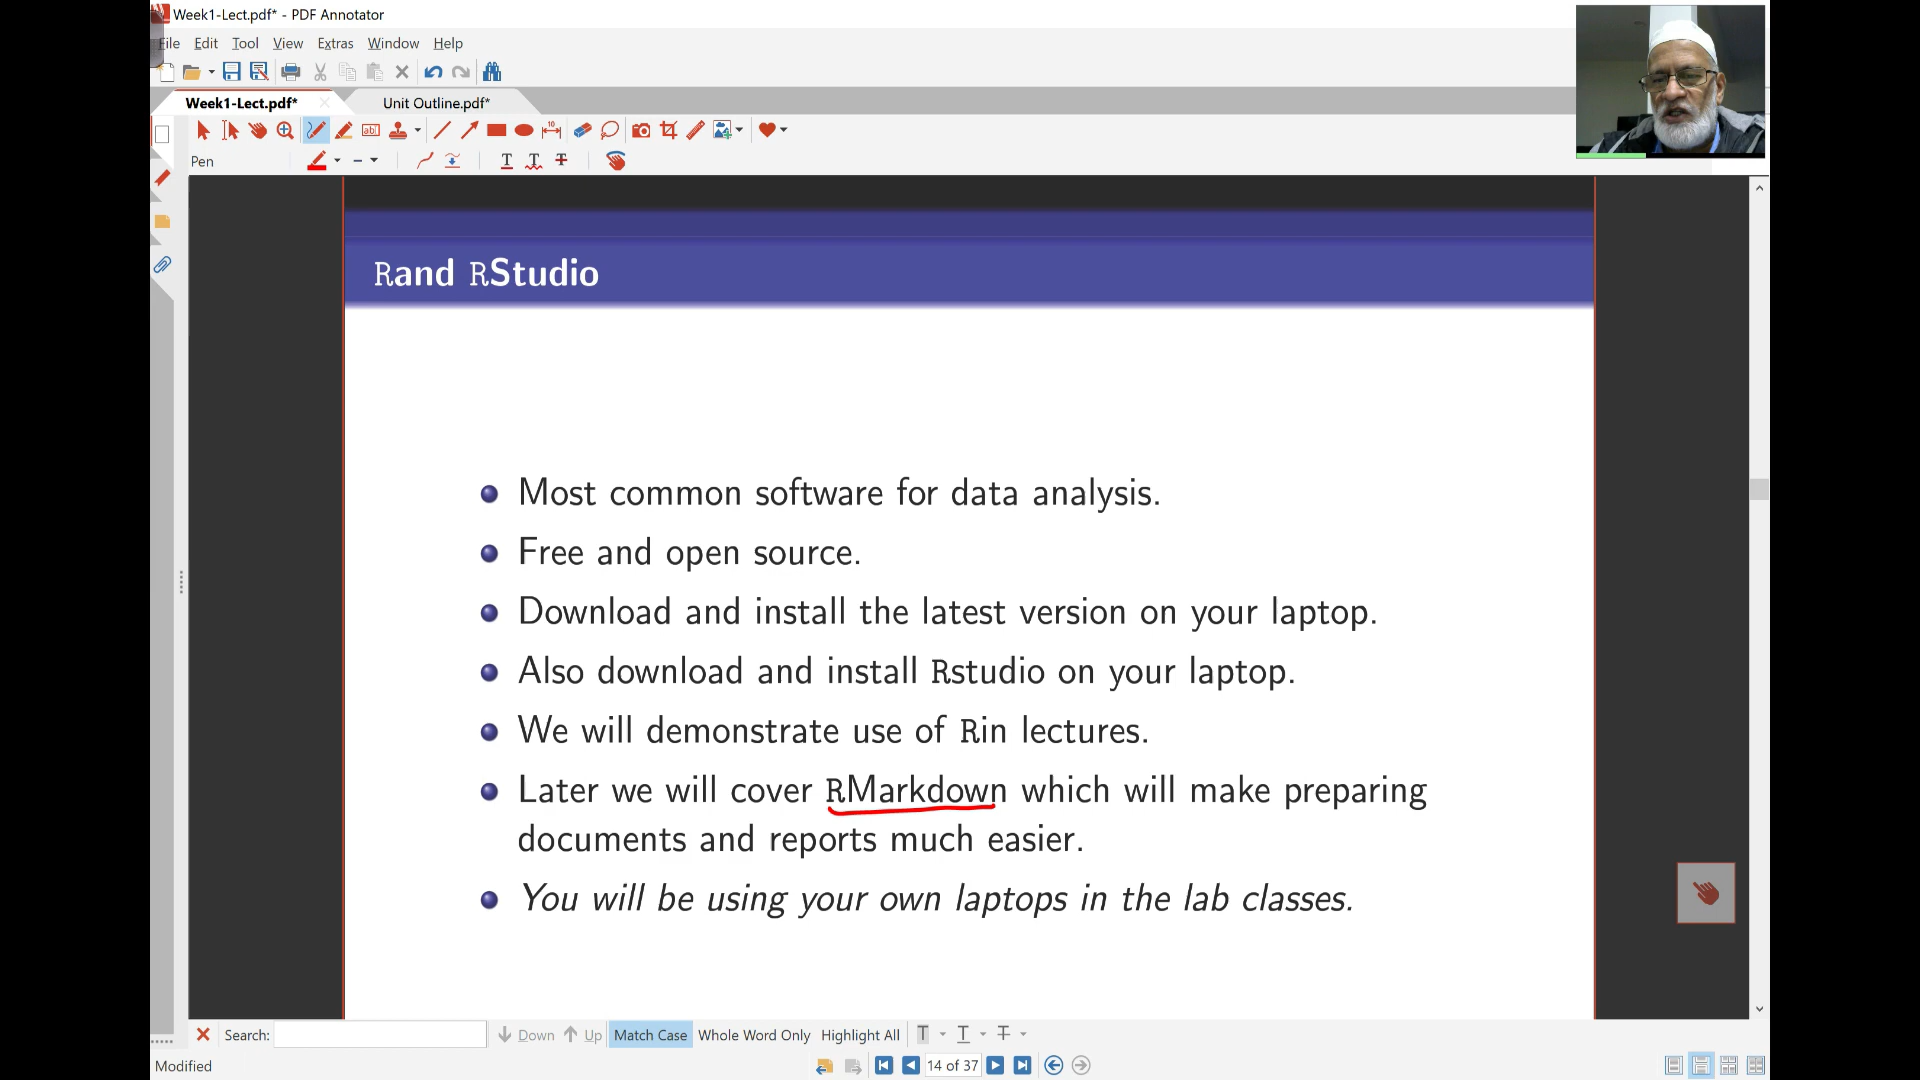 Week1-Lect.pdf* - PDF Annotator
File Edit Tool View Extras Window Help
Week1-Lect.pdf* Unit Outline.pdf*
Pen
Rand RStudio
Most common software for data analysis.
Free and open source.
Download and install the latest version on your laptop.
Also download and install Rstudio on your laptop.
We will demonstrate use of Rin lectures.
Later we will cover RMarkdown which will make preparing
documents and reports much easier.
You will be using your own laptops in the lab classes.
Search: Down Up Match Case Whole Word Only Highlight All
Modified 14 of 37